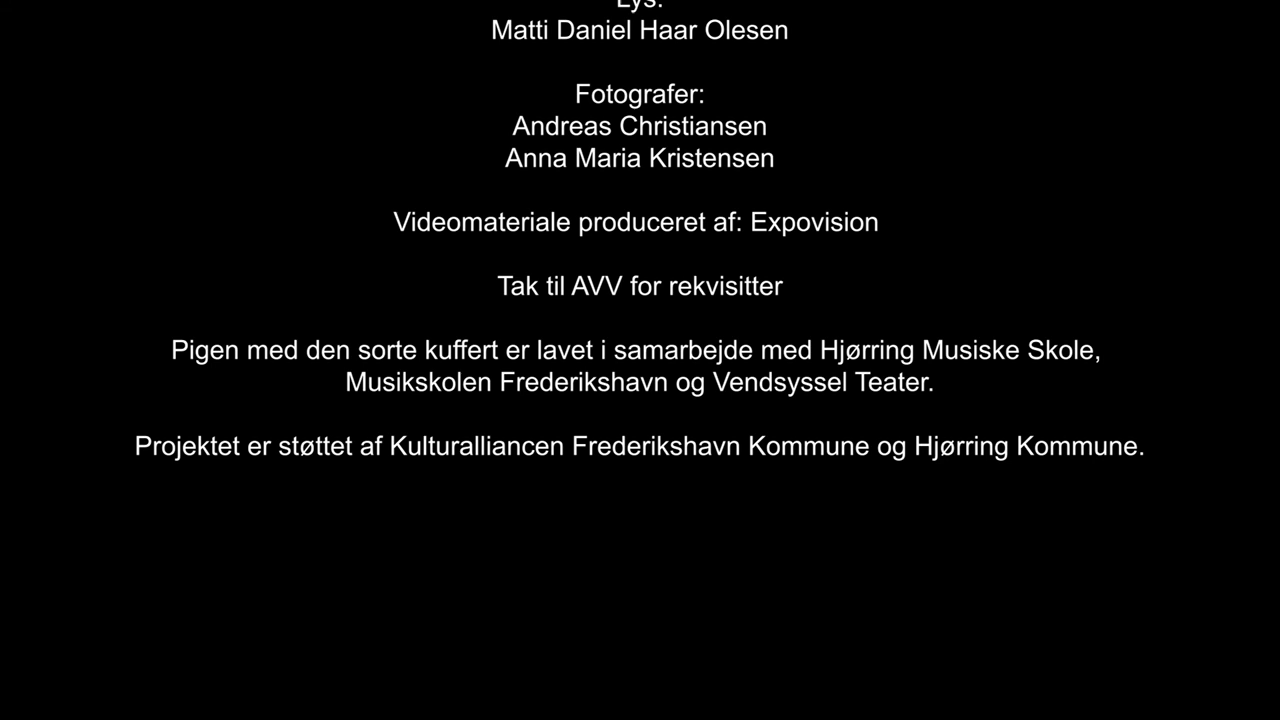 Lys:
Matti Daniel Haar Olesen
Fotografer:
Andreas Christiansen
Anna Maria Kristensen
Videomateriale produceret af: Expovision
Tak til AVV for rekvisitter
Pigen med den sorte kuffert er lavet i samarbejde med Hjørring Musiske Skole,
Musikskolen Frederikshavn og Vendsyssel Teater.
Projektet er støttet af Kulturalliancen Frederikshavn Kommune og Hjørring Kommune.